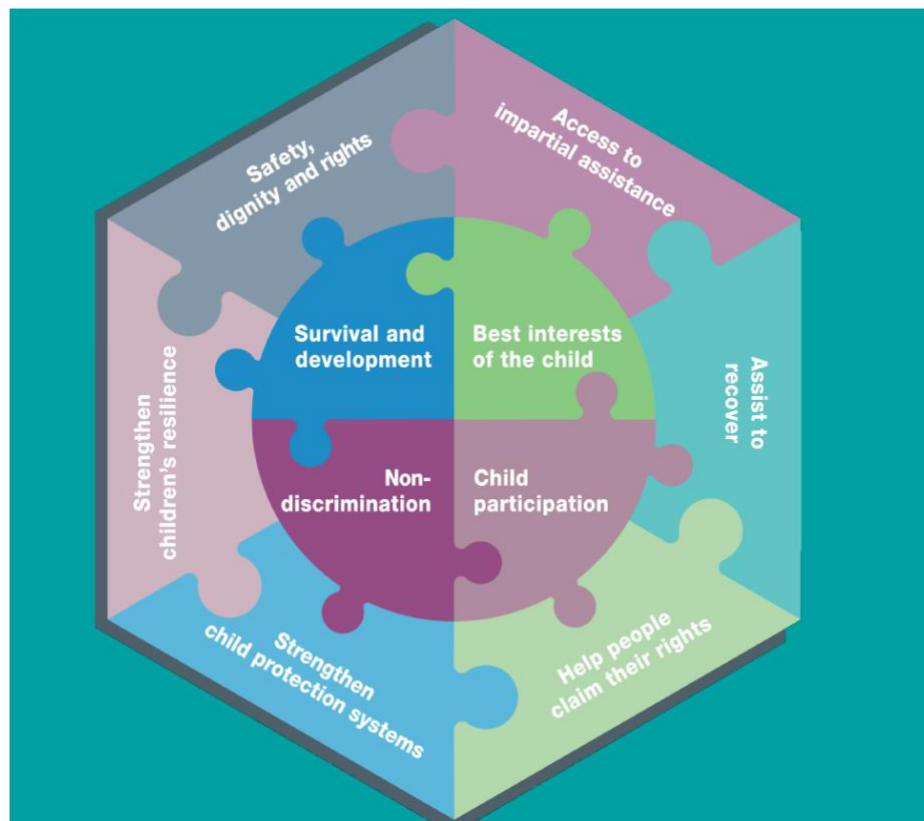 Safety,
dignity and rights
Access to
impartial assistance
Survival and
development
Best interests
of the child
Assist to
recover
Strengthen
children's resilience
Non-
discrimination
Child
participation
Strengthen
child protection systems
Help people
claim their rights